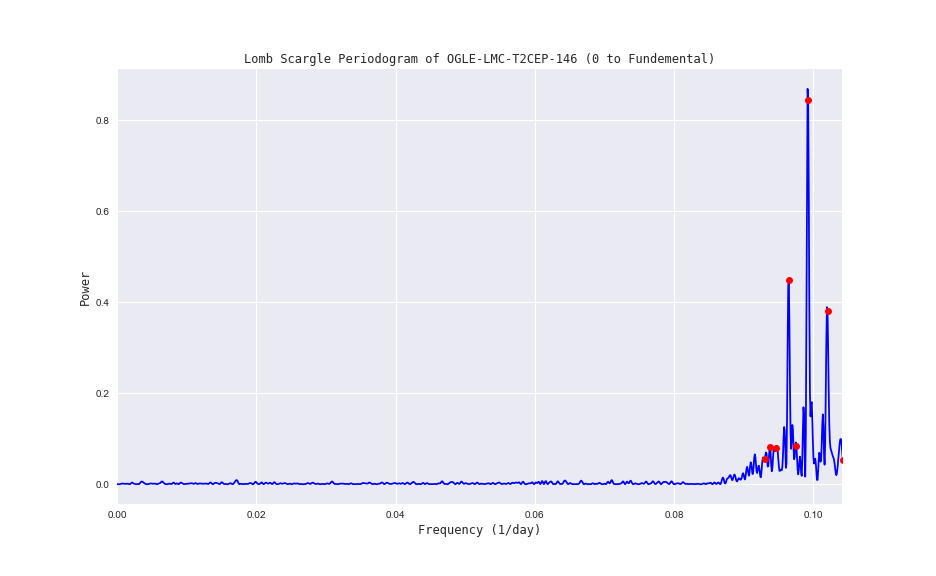 Lomb Scargle Periodogram of OGLE-LMC-T2CEP-146 (0 to Fundemental)
0.8
0.6
0.4
0.2
0.0
Power
0.00 0.02 0.04 0.06 0.08 0.10
Frequency (1/day)